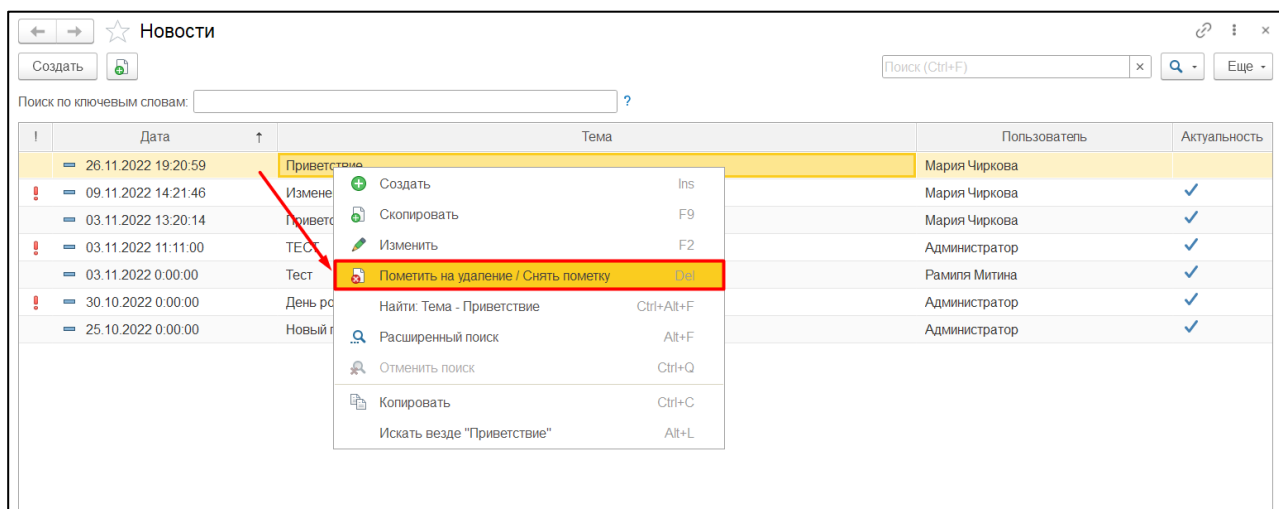 Новости
Создать
Поиск (Ctrl+F)
×
Еще
Поиск по ключевым словам:
?
! Дата ↑ Тема Пользователь Актуальность
26.11.2022 19:20:59 Приветствие Мария Чиркова
09.11.2022 14:21:46 Измене Мария Чиркова
03.11.2022 13:20:14 Приветс Мария Чиркова
03.11.2022 11:11:00 ТЕСТ Администратор
03.11.2022 0:00:00 Тест Рамиля Митина
30.10.2022 0:00:00 День ро Администратор
25.10.2022 0:00:00 Новый г Администратор
Создать Ins
Скопировать F9
Изменить F2
Пометить на удаление / Снять пометку Del
Найти: Тема - Приветствие Ctrl+Alt+F
Расширенный поиск Alt+F
Отменить поиск Ctrl+Q
Копировать Ctrl+C
Искать везде "Приветствие" Alt+L